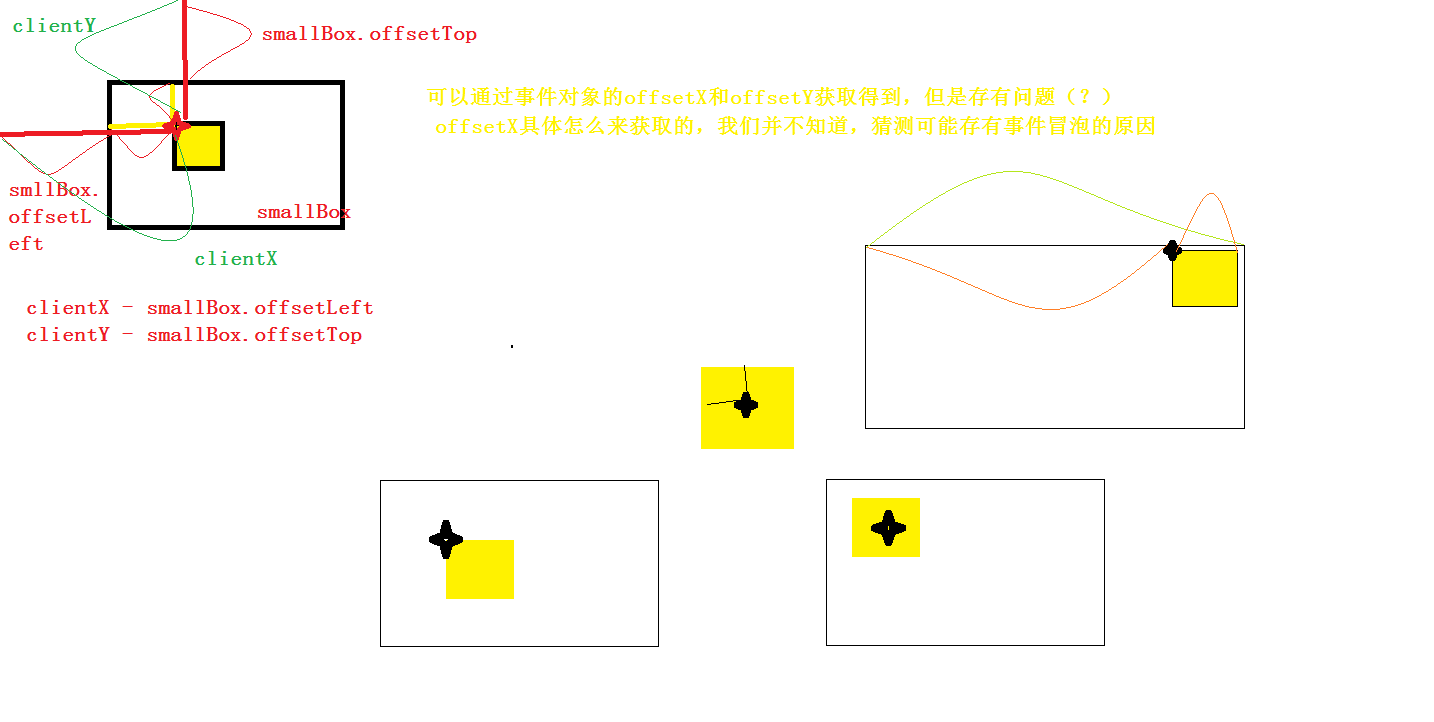 clientY
smallBox.offsetTop
可以通过事件对象的offsetX和offsetY获取得到，但是存有问题（？）
offsetX具体怎么来获取的，我们并不知道，猜测可能存有事件冒泡的原因
smllBox.
offsetL
eft
smallBox
clientX
clientX - smallBox.offsetLeft
clientY - smallBox.offsetTop